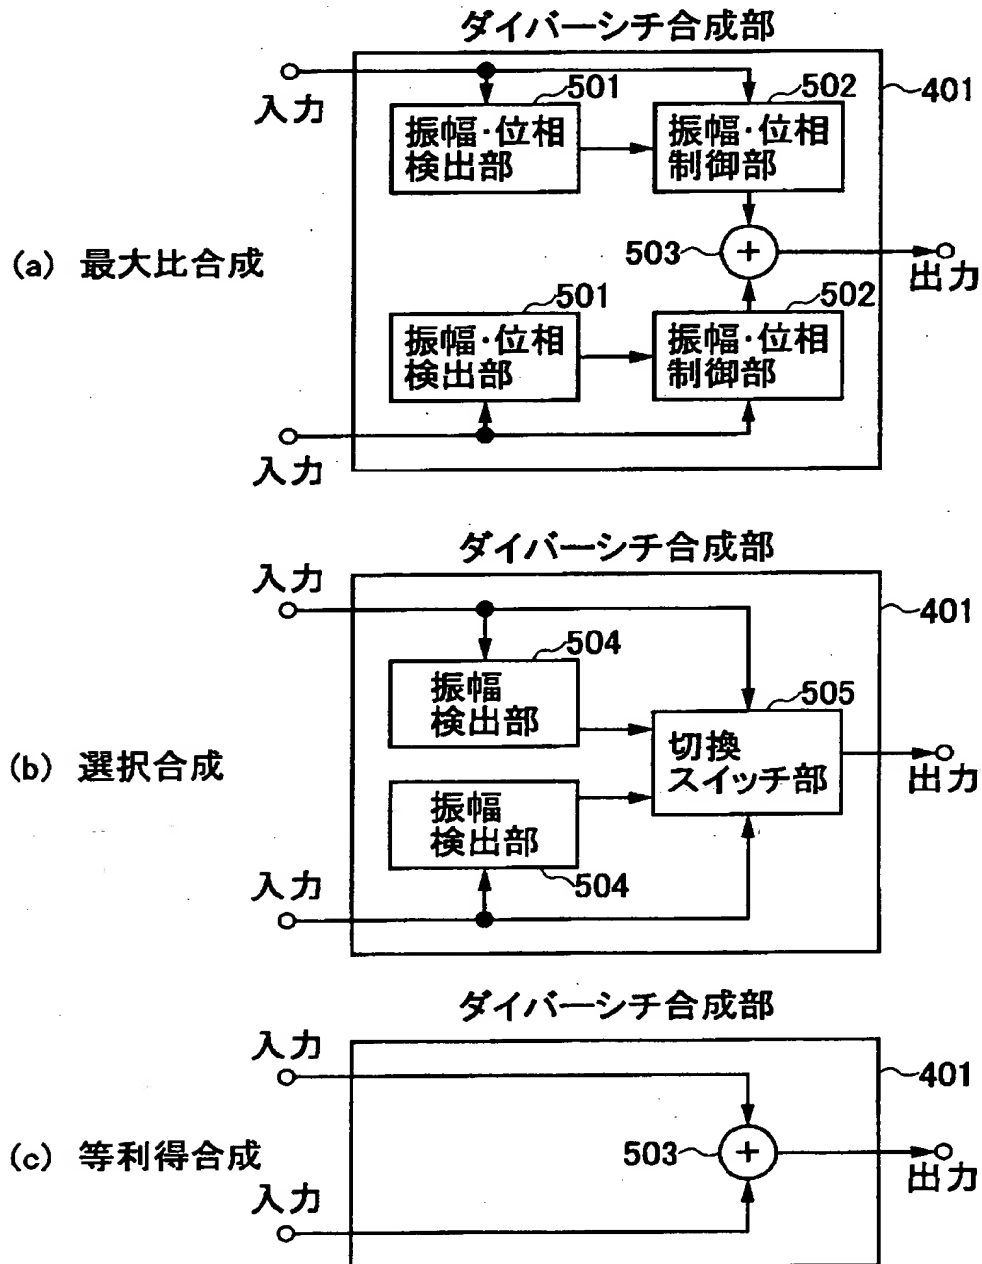 ダイバーシチ合成部
入力
501
振幅・位相
検出部
502
振幅・位相
制御部
401
(a) 最大比合成
503
+
出力
501
振幅・位相
検出部
502
振幅・位相
制御部
入力
ダイバーシチ合成部
入力
401
504
振幅
検出部
505
切換
スイッチ部
出力
(b) 選択合成
振幅
検出部
504
入力
ダイバーシチ合成部
入力
401
(c) 等利得合成
503
+
出力
入力